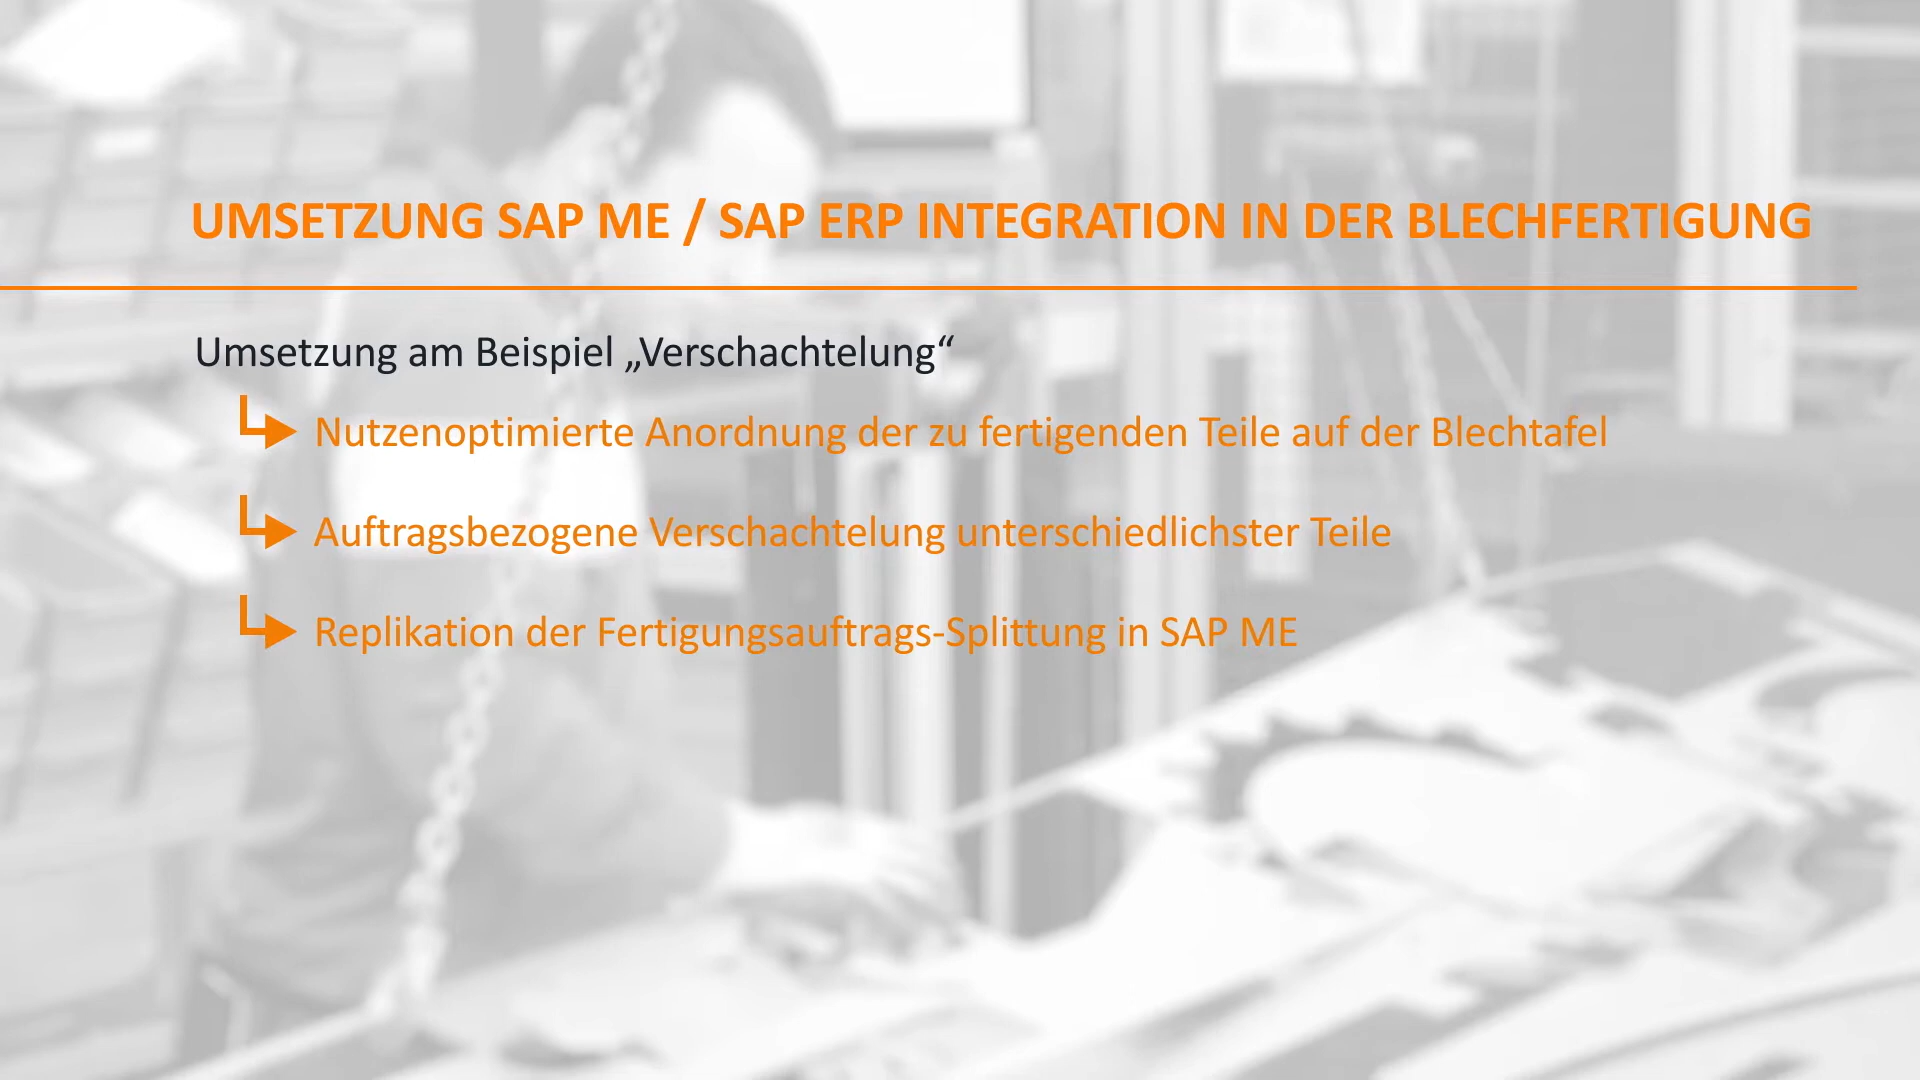 UMSETZUNG SAP ME / SAP ERP INTEGRATION IN DER BLECHFERTIGUNG
Umsetzung am Beispiel „Verschachtelung“
Nutzenoptimierte Anordnung der zu fertigenden Teile auf der Blechtafel
Auftragsbezogene Verschachtelung unterschiedlichster Teile
Replikation der Fertigungsauftrags-Splittung in SAP ME